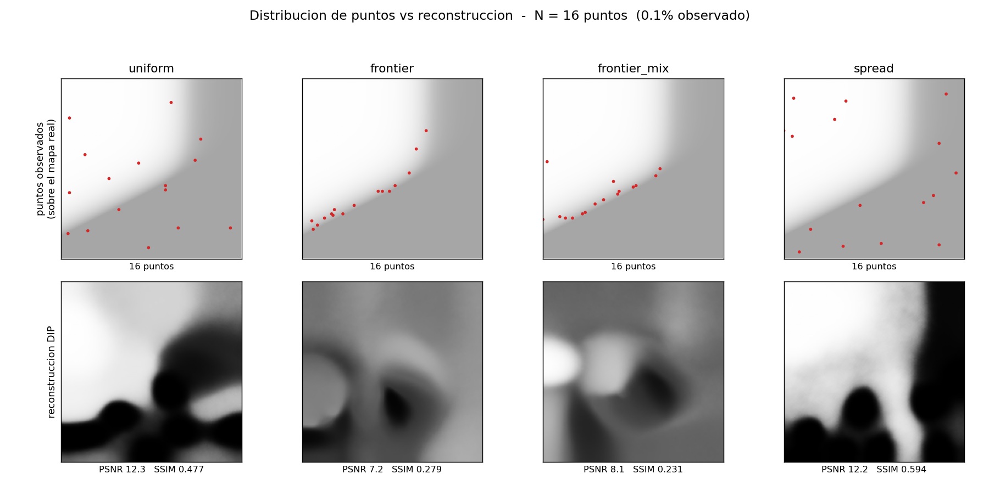 Distribucion de puntos vs reconstruccion - N = 16 puntos (0.1% observado)
uniform
frontier
frontier_mix
spread
puntos observados
(sobre el mapa real)
16 puntos
16 puntos
16 puntos
16 puntos
reconstruccion DIP
PSNR 12.3 SSIM 0.477
PSNR 7.2 SSIM 0.279
PSNR 8.1 SSIM 0.231
PSNR 12.2 SSIM 0.594